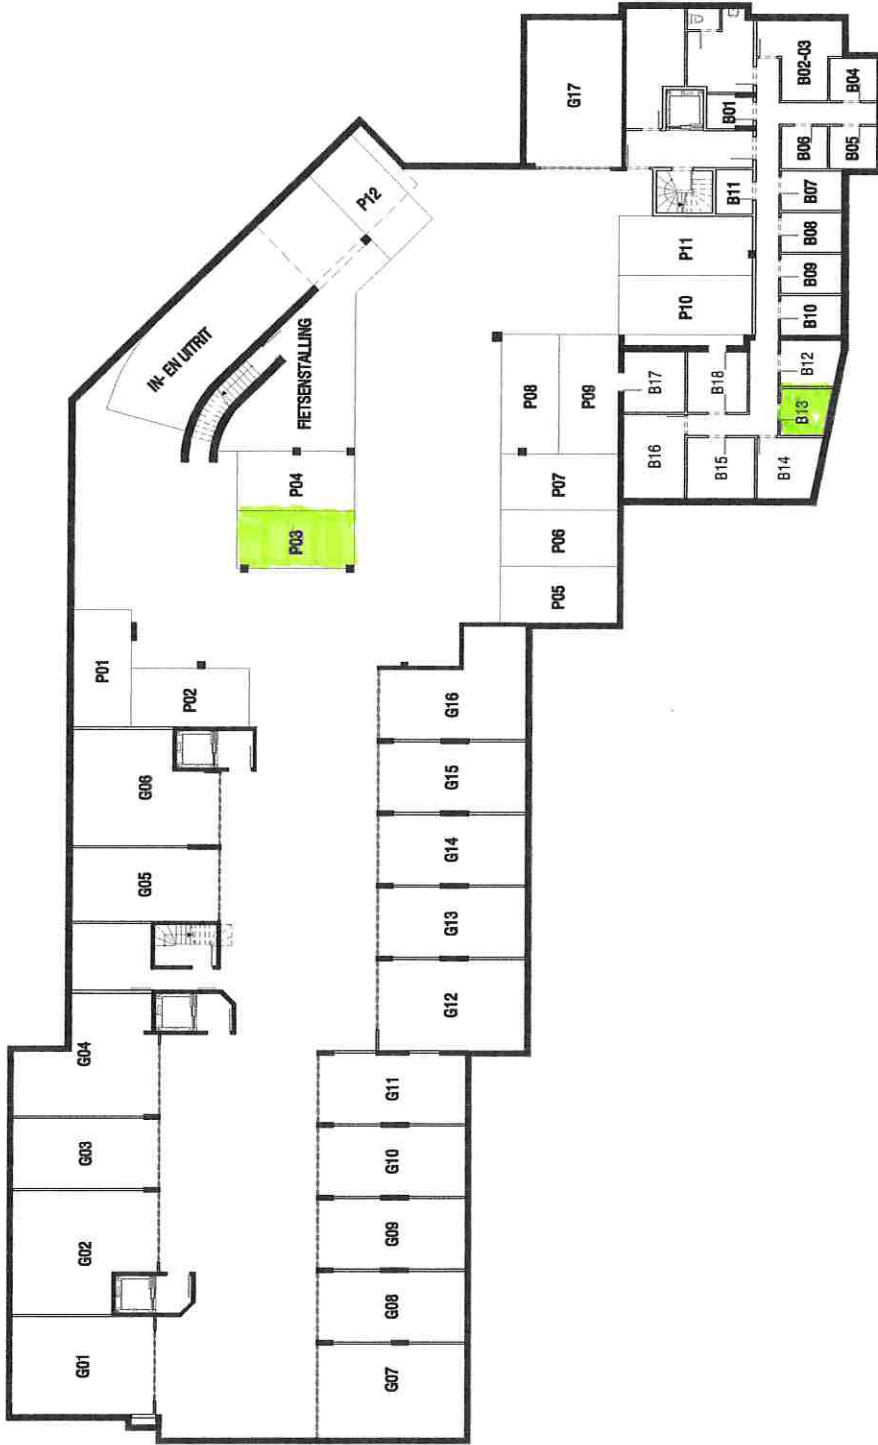 G17
B02-03
B04
B01
B06
B05
B11
B07
B08
B09
B10
P12
P11
P10
IN- EN UITRIT
FIETSENSTALLING
P08
P09
B17
B18
B12
B13
B16
B15
B14
P04
P03
P07
P06
P05
P01
P02
G16
G06
G15
G14
G05
G13
G12
G04
G11
G03
G10
G02
G09
G08
G01
G07